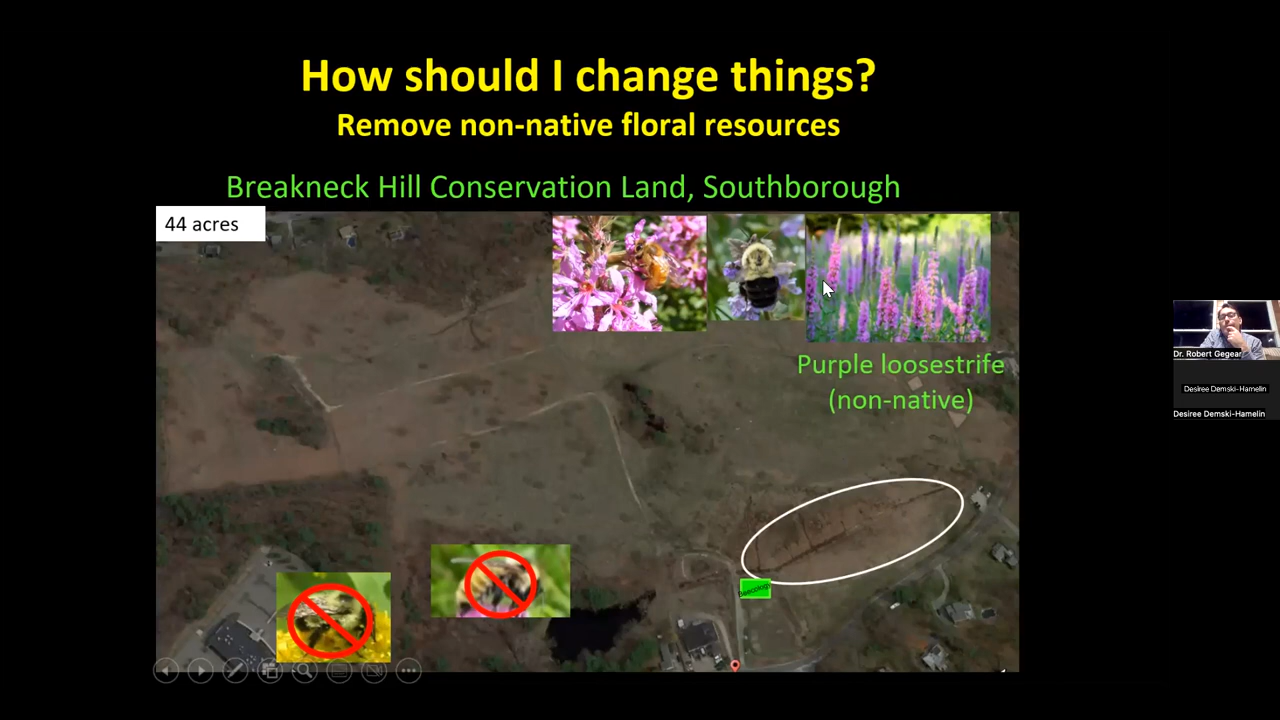 How should I change things?
Remove non-native floral resources
Breakneck Hill Conservation Land, Southborough
44 acres
Purple loosestrife
(non-native)
Beecology
Dr. Robert Gegear
Desiree Demski-Hamelin
Desiree Demski-Hamelin